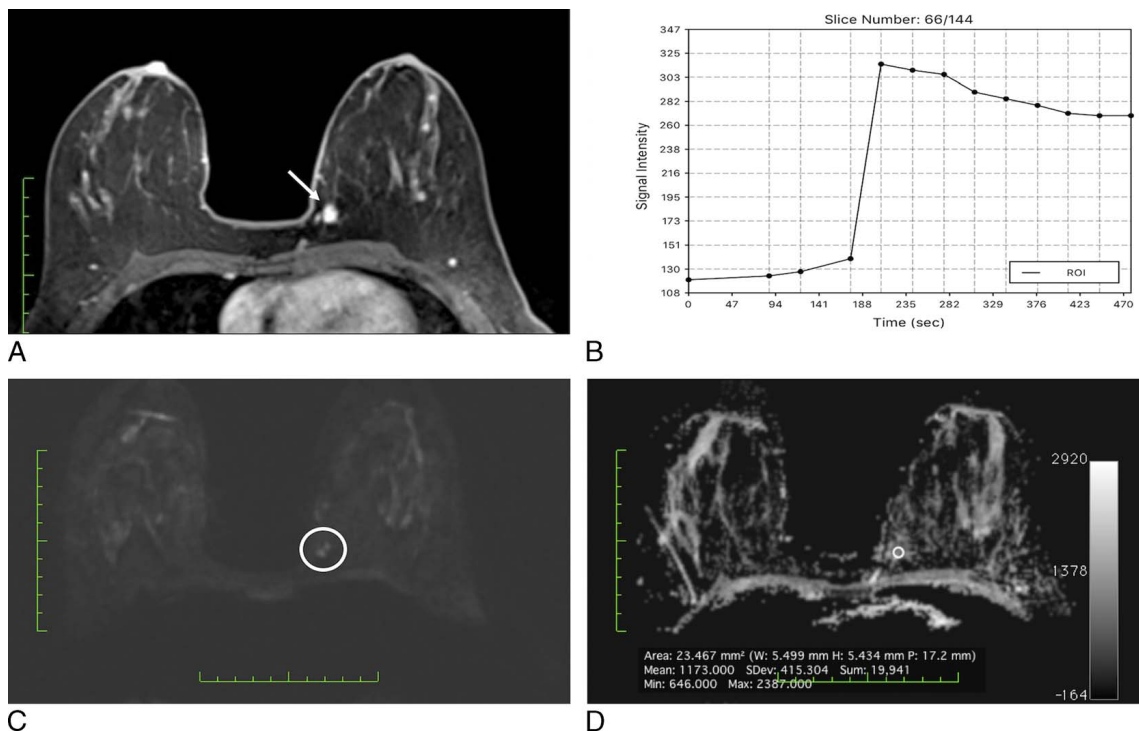 Slice Number: 66/144
347
325
303
282
260
238
216
195
173
151
130
108
Signal Intensity
ROI
0 47 94 141 188 235 282 329 376 423 470
Time (sec)
A
B
2920
1378
-164
Area: 23.467 mm² (W: 5.499 mm H: 5.434 mm P: 17.2 mm)
Mean: 1173.000 SDev: 415.304 Sum: 19,941
Min: 646.000 Max: 2387.000
C
D